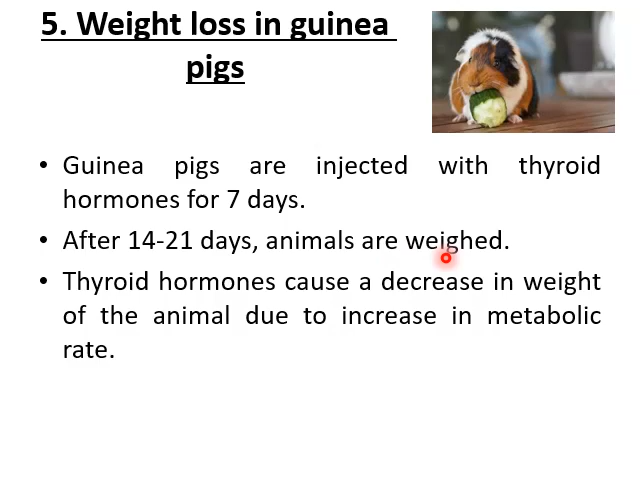 5. Weight loss in guinea
pigs
• Guinea pigs are injected with thyroid
hormones for 7 days.
• After 14-21 days, animals are weighed.
• Thyroid hormones cause a decrease in weight
of the animal due to increase in metabolic
rate.